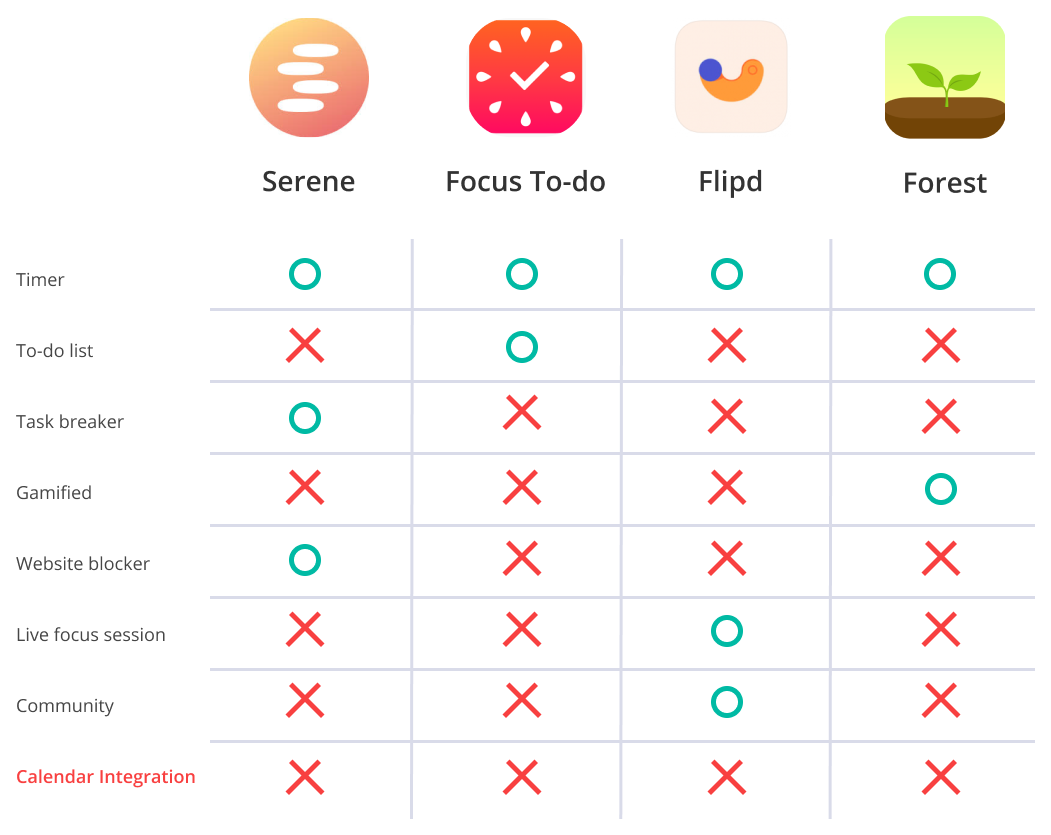 Serene
Focus To-do
Flipd
Forest
Timer
To-do list
Task breaker
Gamified
Website blocker
Live focus session
Community
Calendar Integration